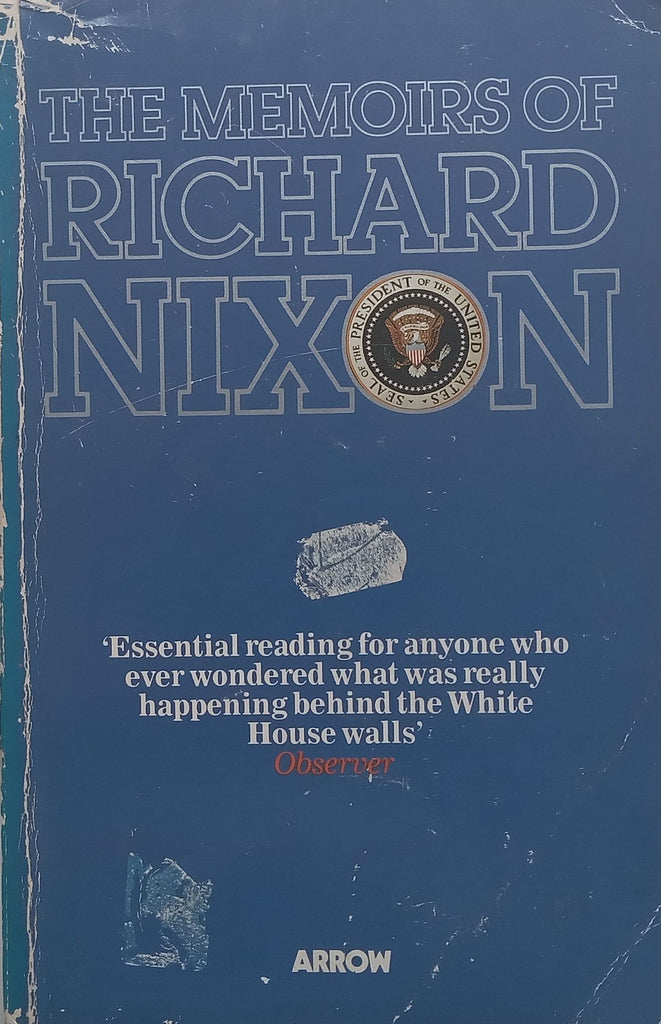 THE MEMOIRS OF
RICHARD
NIXON
SEAL OF THE PRESIDENT OF THE UNITED STATES
‘Essential reading for anyone who
ever wondered what was really
happening behind the White
House walls’
Observer
ARROW